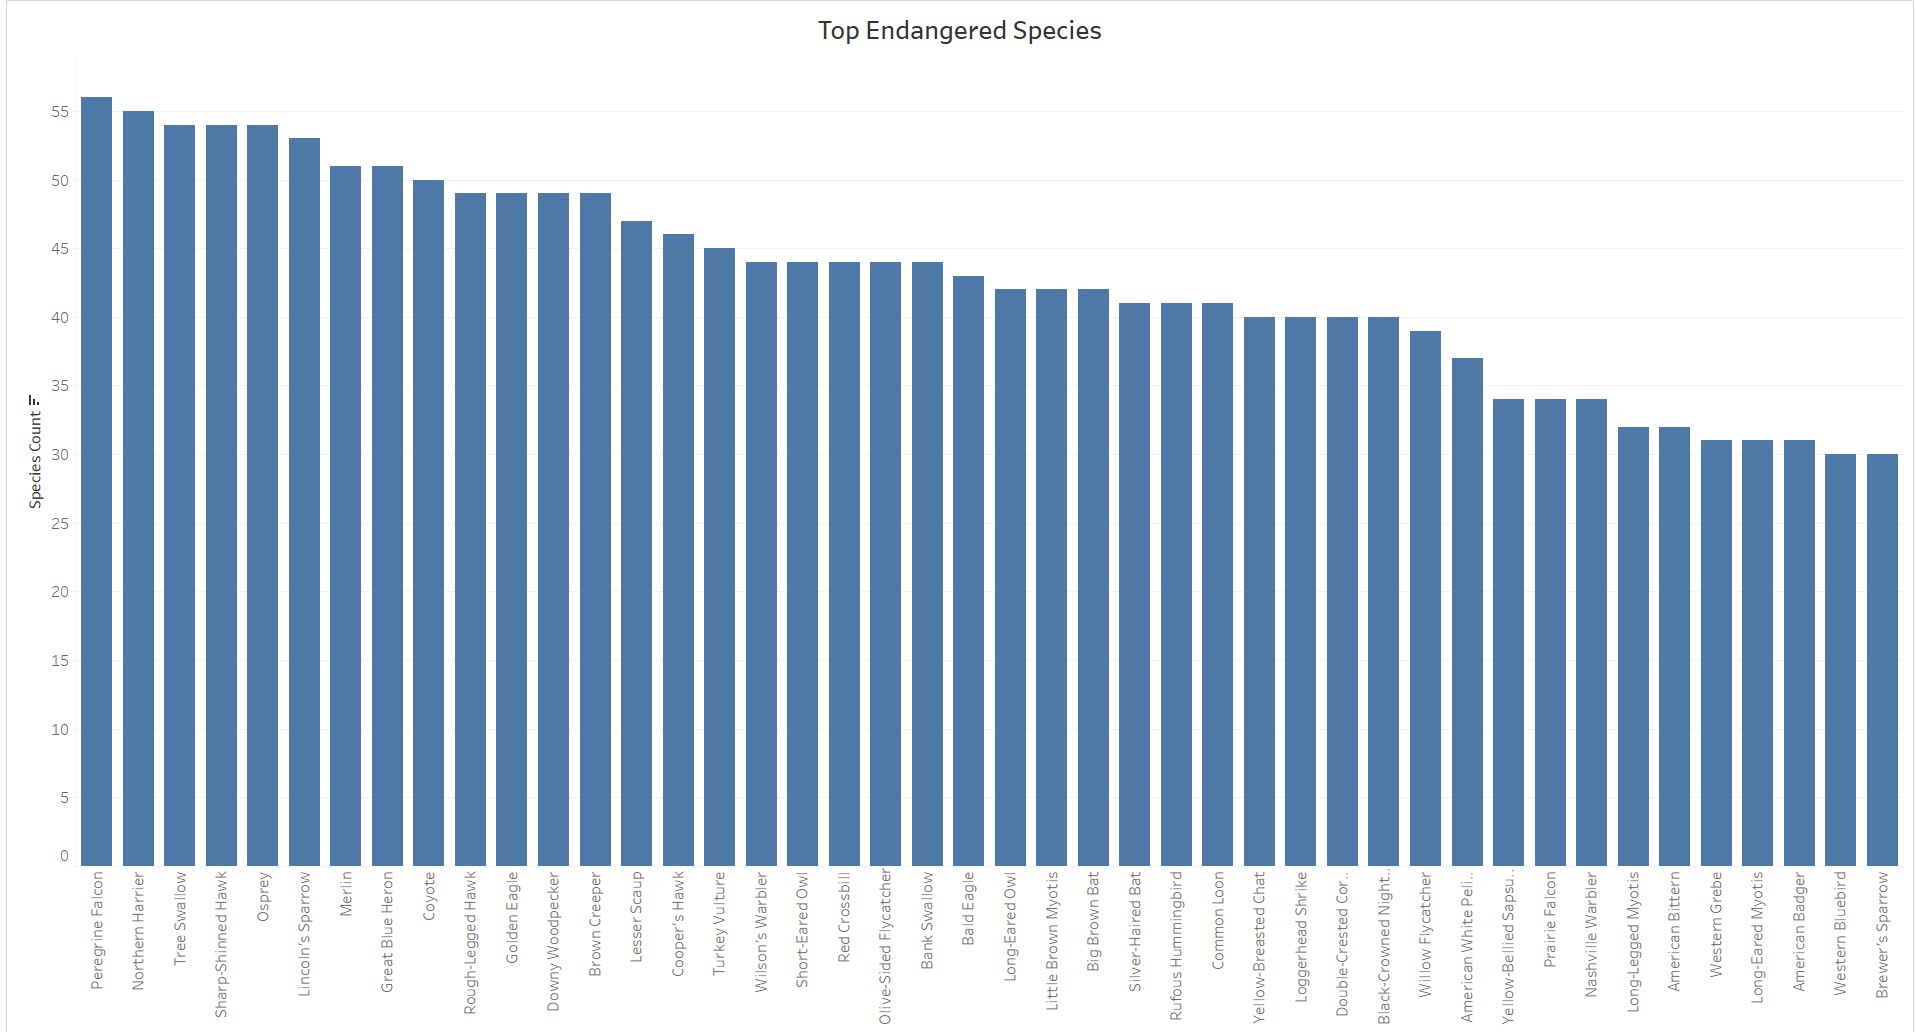 Top Endangered Species
Species Count
55
50
45
40
35
30
25
20
15
10
5
0
Peregrine Falcon
Northern Harrier
Tree Swallow
Sharp-Shinned Hawk
Osprey
Lincoln's Sparrow
Merlin
Great Blue Heron
Coyote
Rough-Legged Hawk
Golden Eagle
Downy Woodpecker
Brown Creeper
Lesser Scaup
Cooper's Hawk
Turkey Vulture
Wilson's Warbler
Short-Eared Owl
Red Crossbill
Olive-Sided Flycatcher
Bank Swallow
Bald Eagle
Long-Eared Owl
Little Brown Myotis
Big Brown Bat
Silver-Haired Bat
Rufous Hummingbird
Common Loon
Yellow-Breasted Chat
Loggerhead Shrike
Double-Crested Cor..
Black-Crowned Night..
Willow Flycatcher
American White Peli..
Yellow-Bellied Sapsu..
Prairie Falcon
Nashville Warbler
Long-Legged Myotis
American Bittern
Western Grebe
Long-Eared Myotis
American Badger
Western Bluebird
Brewer's Sparrow